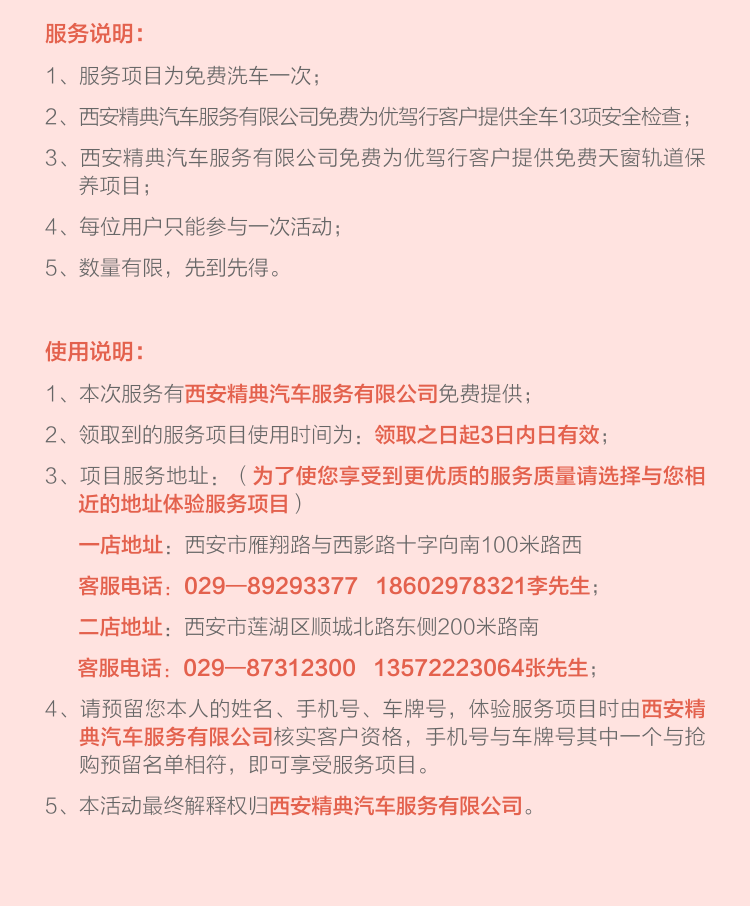 服务说明：
1、服务项目为免费洗车一次；
2、西安精典汽车服务有限公司免费为优驾行客户提供全车13项安全检查；
3、西安精典汽车服务有限公司免费为优驾行客户提供免费天窗轨道保
养项目；
4、每位用户只能参与一次活动；
5、数量有限，先到先得。
使用说明：
1、本次服务有西安精典汽车服务有限公司免费提供；
2、领取到的服务项目使用时间为：领取之日起3日内日有效；
3、项目服务地址：（为了使您享受到更优质的服务质量请选择与您相
近的地址体验服务项目）
一店地址：西安市雁翔路与西影路十字向南100米路西
客服电话：029—89293377 18602978321李先生；
二店地址：西安市莲湖区顺城北路东侧200米路南
客服电话：029—87312300 13572223064张先生；
4、请预留您本人的姓名、手机号、车牌号，体验服务项目时由西安精
典汽车服务有限公司核实客户资格，手机号与车牌号其中一个与抢
购预留名单相符，即可享受服务项目。
5、本活动最终解释权归西安精典汽车服务有限公司。